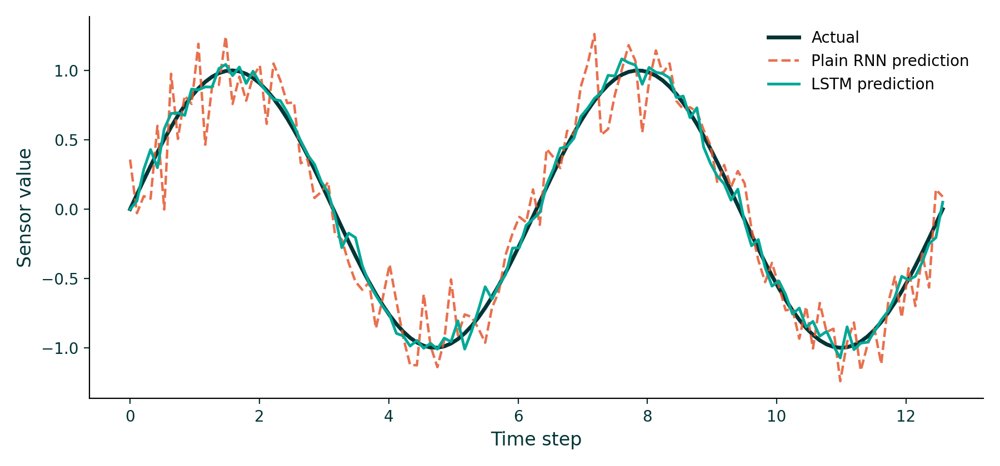 Actual
Plain RNN prediction
LSTM prediction
1.0
0.5
0.0
−0.5
−1.0
Sensor value
0 2 4 6 8 10 12
Time step